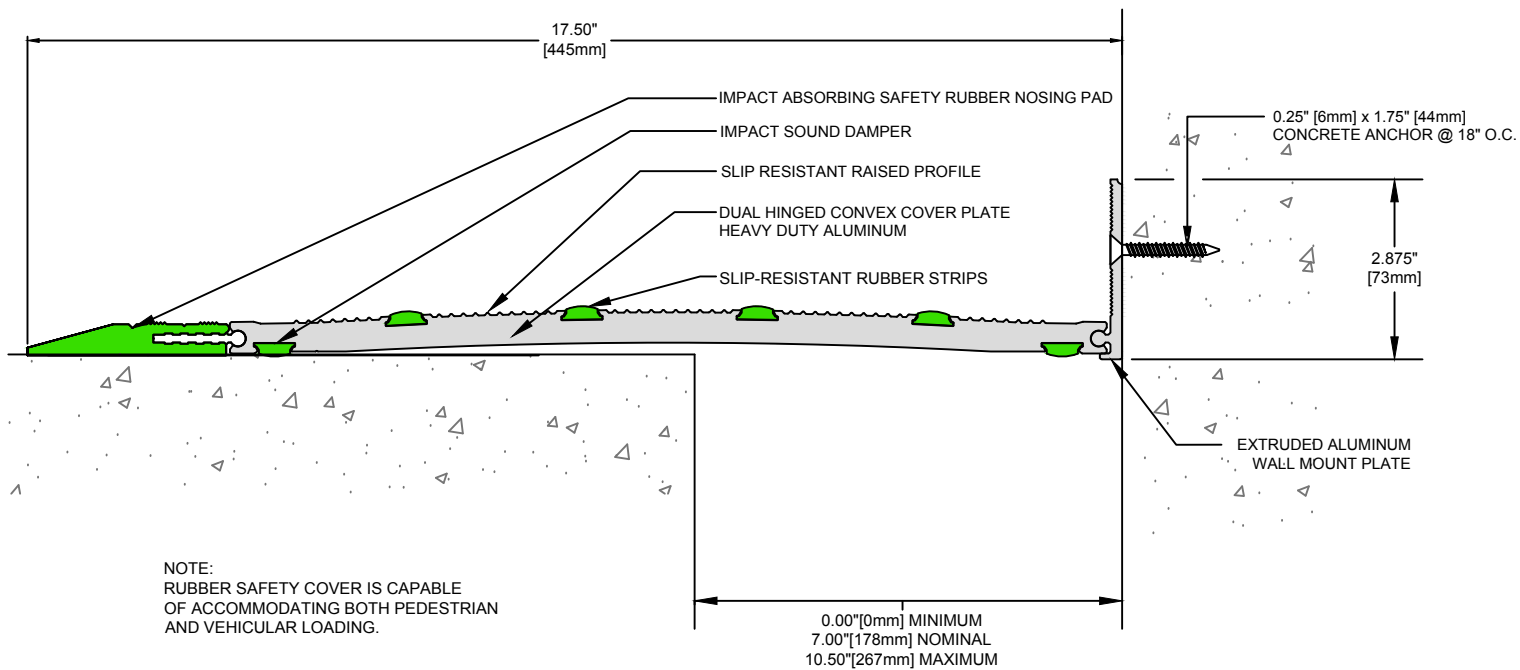 17.50"
[445mm]
IMPACT ABSORBING SAFETY RUBBER NOSING PAD
0.25" [6mm] x 1.75" [44mm]
CONCRETE ANCHOR @ 18" O.C.
IMPACT SOUND DAMPER
SLIP RESISTANT RAISED PROFILE
DUAL HINGED CONVEX COVER PLATE
HEAVY DUTY ALUMINUM
2.875"
[73mm]
SLIP-RESISTANT RUBBER STRIPS
EXTRUDED ALUMINUM
WALL MOUNT PLATE
NOTE:
RUBBER SAFETY COVER IS CAPABLE
OF ACCOMMODATING BOTH PEDESTRIAN
AND VEHICULAR LOADING.
0.00"[0mm] MINIMUM
7.00"[178mm] NOMINAL
10.50"[267mm] MAXIMUM